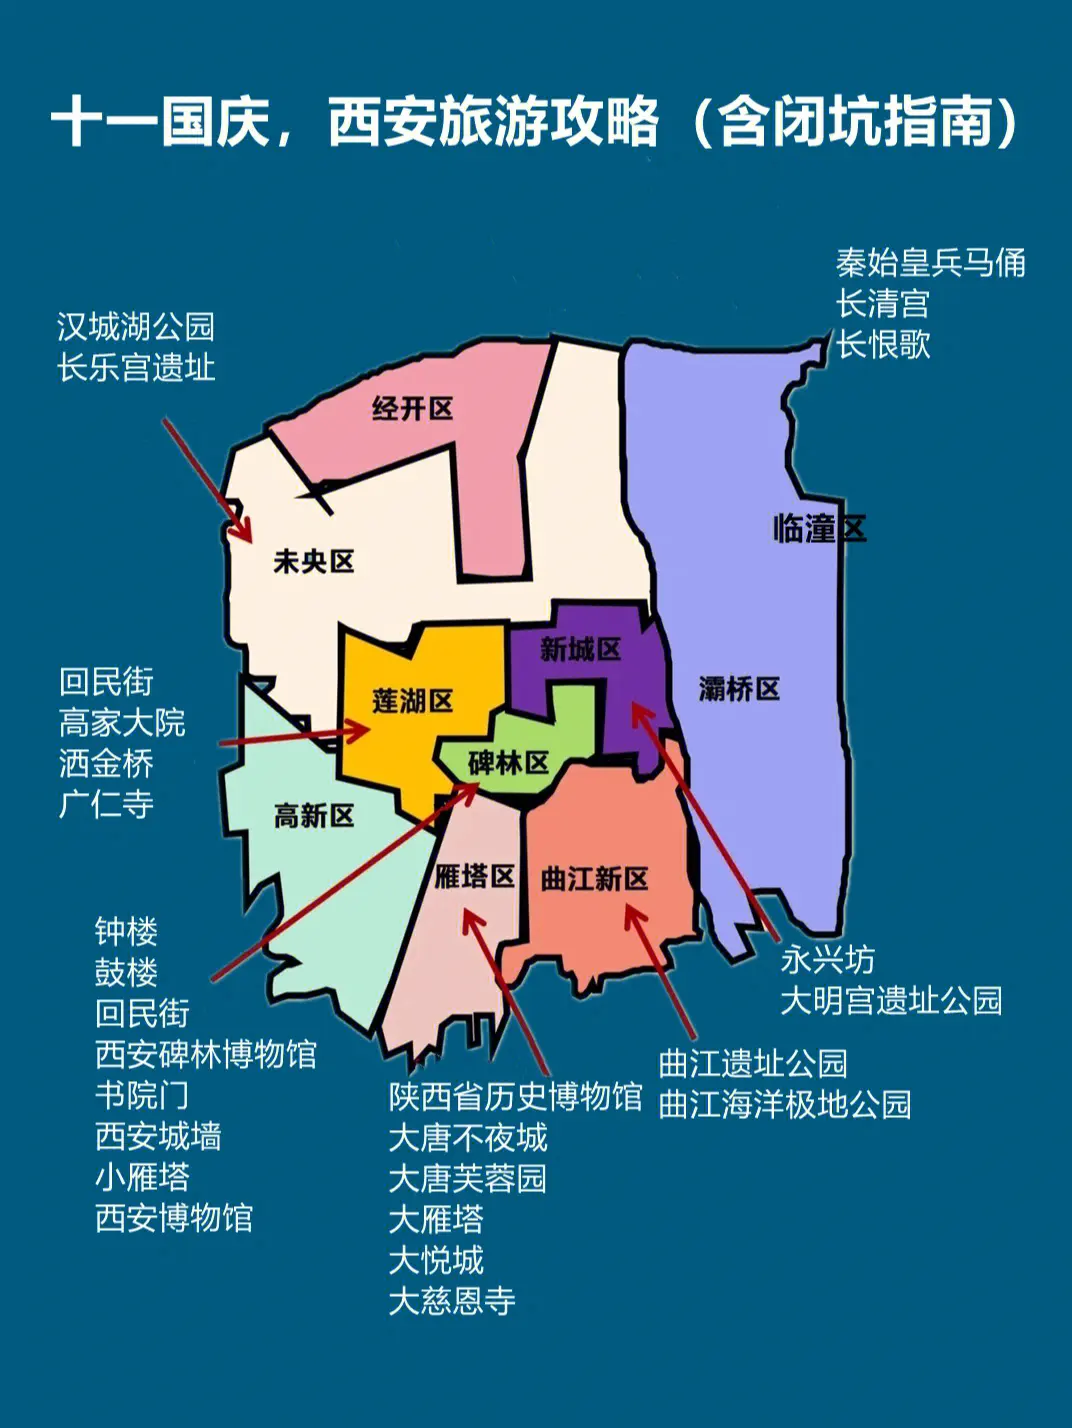 十一国庆，西安旅游攻略（含闭坑指南）
秦始皇兵马俑
长清宫
长恨歌
汉城湖公园
长乐宫遗址
经开区
临潼区
未央区
新城区
回民街
高家大院
洒金桥
广仁寺
莲湖区
灞桥区
碑林区
高新区
雁塔区
曲江新区
钟楼
鼓楼
回民街
西安碑林博物馆
书院门
西安城墙
小雁塔
西安博物馆
永兴坊
大明宫遗址公园
曲江遗址公园
曲江海洋极地公园
陕西省历史博物馆
大唐不夜城
大唐芙蓉园
大雁塔
大悦城
大慈恩寺